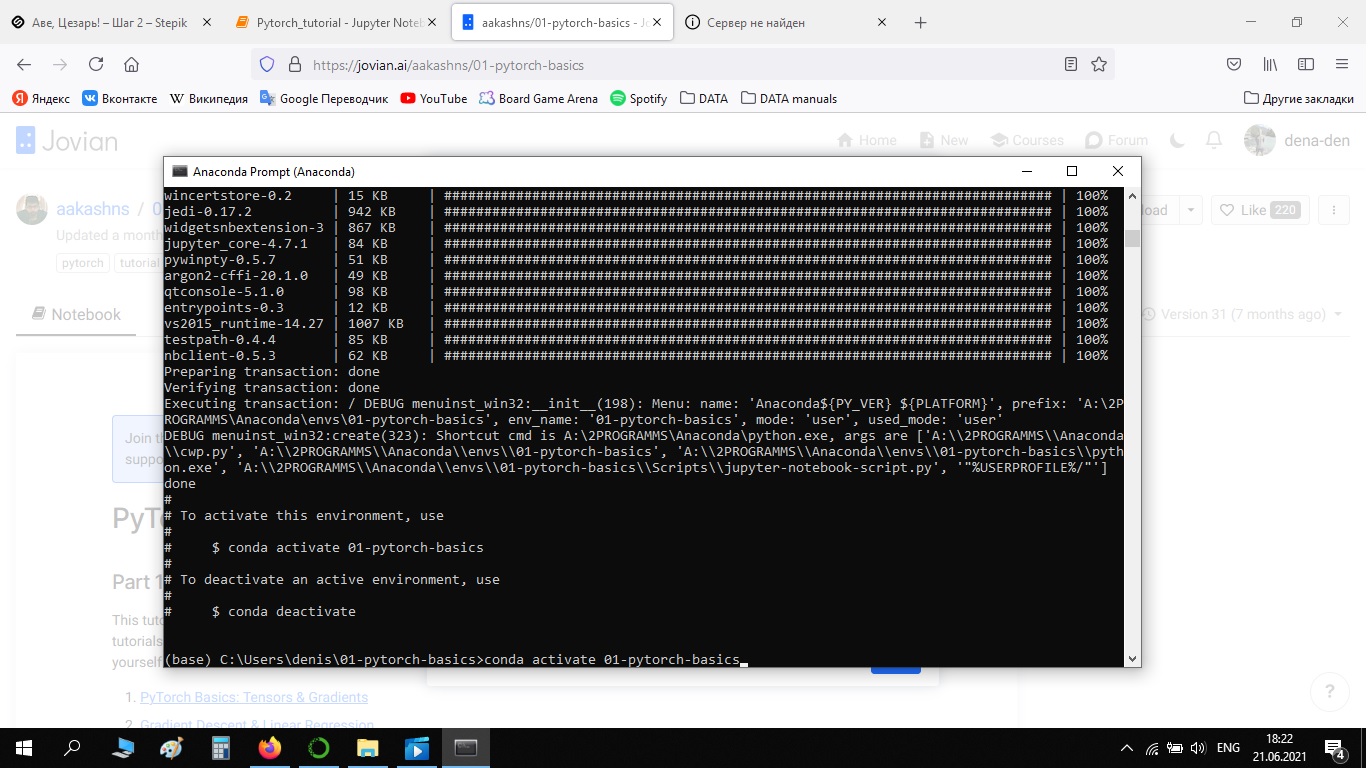 Аве, Цезарь! – Шаг 2 – Stepik
Pytorch_tutorial - Jupyter Noteb
aakashns/01-pytorch-basics - Jo
Сервер не найден
https://jovian.ai/aakashns/01-pytorch-basics
Яндекс Вконтакте Википедия Google Переводчик YouTube Board Game Arena Spotify DATA DATA manuals Другие закладки
Jovian Home New Courses Forum dena-den
Anaconda Prompt (Anaconda)
aakashns / 0
load Like 220
Updated a month
pytorch tutorial
Notebook
Version 31 (7 months ago)
wincertstore-0.2 | 15 KB | ############################################################################ | 100%
jedi-0.17.2 | 942 KB | ############################################################################ | 100%
widgetsnbextension-3 | 867 KB | ############################################################################ | 100%
jupyter_core-4.7.1 | 84 KB | ############################################################################ | 100%
pywinpty-0.5.7 | 51 KB | ############################################################################ | 100%
argon2-cffi-20.1.0 | 49 KB | ############################################################################ | 100%
qtconsole-5.1.0 | 98 KB | ############################################################################ | 100%
entrypoints-0.3 | 12 KB | ############################################################################ | 100%
vs2015_runtime-14.27 | 1007 KB | ############################################################################ | 100%
testpath-0.4.4 | 85 KB | ############################################################################ | 100%
nbclient-0.5.3 | 62 KB | ############################################################################ | 100%
Preparing transaction: done
Verifying transaction: done
Executing transaction: / DEBUG menuinst_win32:__init__(198): Menu: name: 'Anaconda${PY_VER} ${PLATFORM}', prefix: 'A:\2P
ROGRAMMS\Anaconda\envs\01-pytorch-basics', env_name: '01-pytorch-basics', mode: 'user', used_mode: 'user'
DEBUG menuinst_win32:create(323): Shortcut cmd is A:\2PROGRAMMS\Anaconda\python.exe, args are ['A:\\2PROGRAMMS\\Anaconda
\\cwp.py', 'A:\\2PROGRAMMS\\Anaconda\\envs\\01-pytorch-basics', 'A:\\2PROGRAMMS\\Anaconda\\envs\\01-pytorch-basics\\pyth
on.exe', 'A:\\2PROGRAMMS\\Anaconda\\envs\\01-pytorch-basics\\Scripts\\jupyter-notebook-script.py', '"%USERPROFILE%/"']
done
#
# To activate this environment, use
#
# $ conda activate 01-pytorch-basics
#
# To deactivate an active environment, use
#
# $ conda deactivate
(base) C:\Users\denis\01-pytorch-basics>conda activate 01-pytorch-basics
Join t
suppo
PyTo
Part 1
This tuto
tutorials
yourself
1. PyTorch Basics: Tensors & Gradients
2. Gradient Descent & Linear Regression
?
ENG
18:22
21.06.2021
4